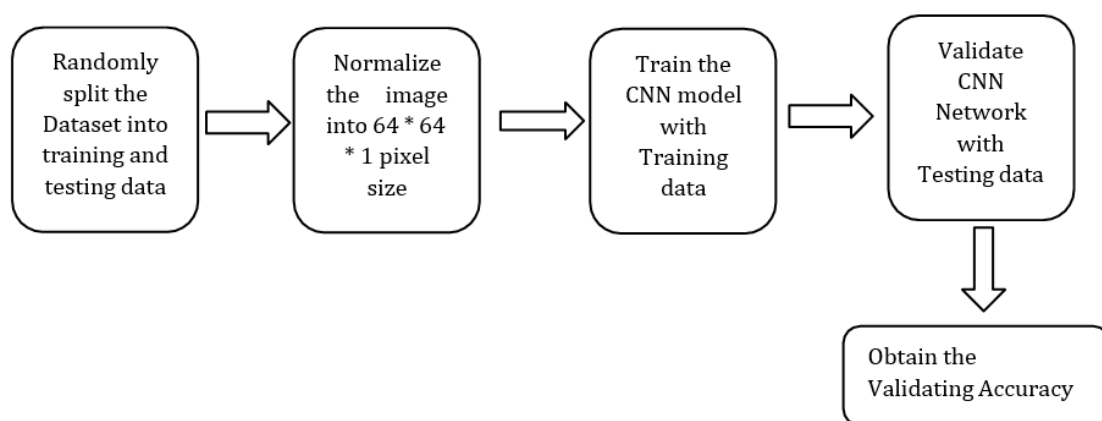 Randomly
split the
Dataset into
training and
testing data
Normalize
the image
into 64 * 64
* 1 pixel
size
Train the
CNN model
with
Training
data
Validate
CNN
Network
with
Testing data
Obtain the
Validating Accuracy